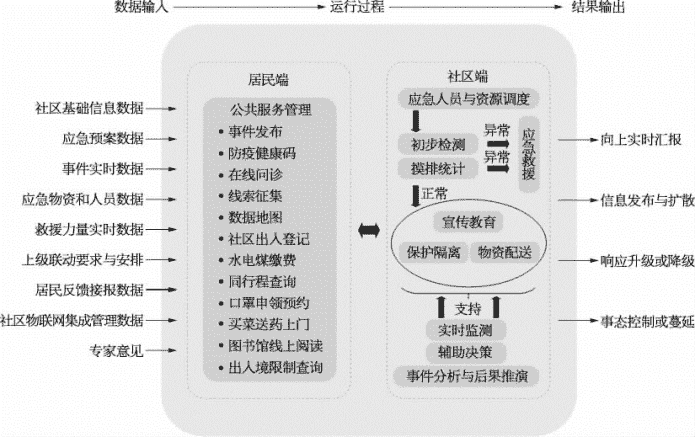 数据输入
运行过程
结果输出
社区基础信息数据
应急预案数据
事件实时数据
应急物资和人员数据
救援力量实时数据
上级联动要求与安排
居民反馈接报数据
社区物联网集成管理数据
专家意见
居民端
公共服务管理
• 事件发布
• 防疫健康码
• 在线问诊
• 线索征集
• 数据地图
• 社区出入登记
• 水电煤缴费
• 同行程查询
• 口罩申领预约
• 买菜送药上门
• 图书馆线上阅读
• 出入境限制查询
社区端
应急人员与资源调度
初步检测
异常
摸排统计
异常
应急救援
正常
宣传教育
保护隔离
物资配送
支持
实时监测
辅助决策
事件分析与后果推演
向上实时汇报
信息发布与扩散
响应升级或降级
事态控制或蔓延